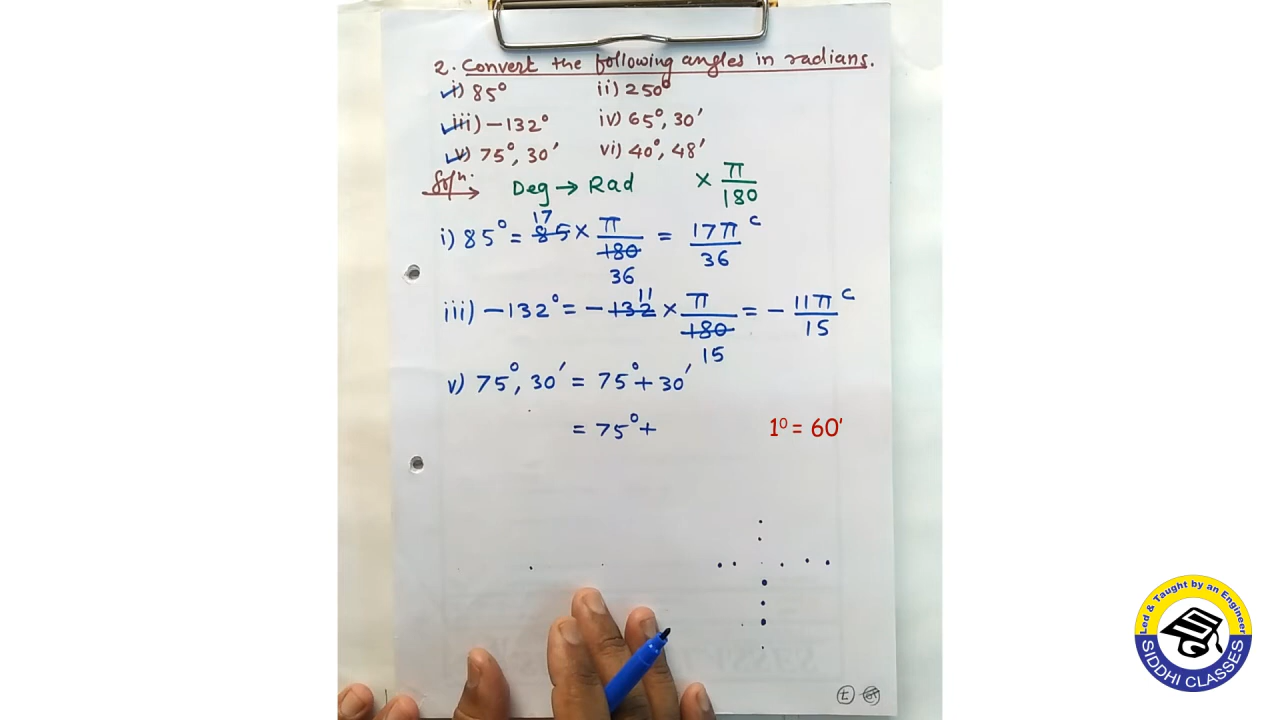 2. Convert the following angles in radians.
i) 85° ii) 250°
iii) -132° iv) 65°, 30'
v) 75°, 30' vi) 40°, 48'
Sol^n. Deg → Rad × π/180
i) 85° = 85 17 × π/180 36 = 17π/36 ^c
iii) -132° = -132 11 × π/180 15 = -11π/15 ^c
v) 75°, 30' = 75° + 30'
= 75° + 1° = 60'
Led & Taught by an Engineer
SIDDHI CLASSES